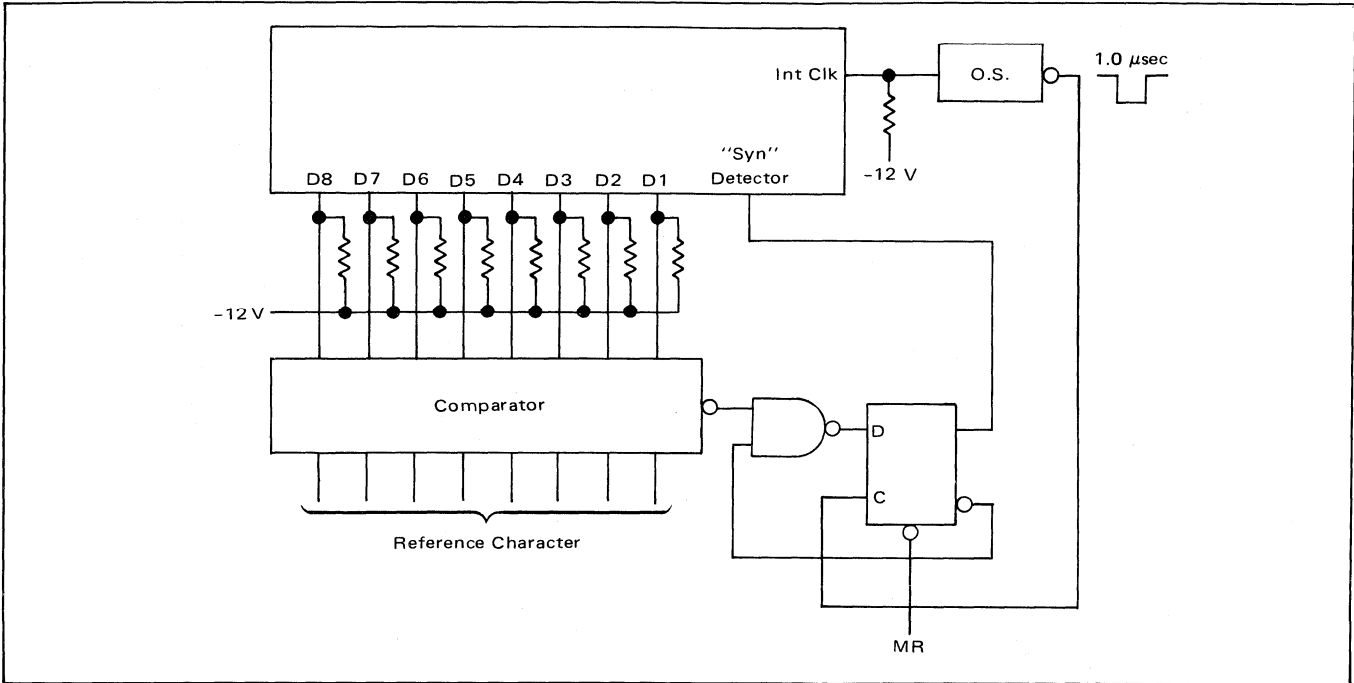 Int Clk
O.S.
1.0 μsec
-12 V
"Syn"
Detector
D8 D7 D6 D5 D4 D3 D2 D1
-12 V
Comparator
D
C
Reference Character
MR